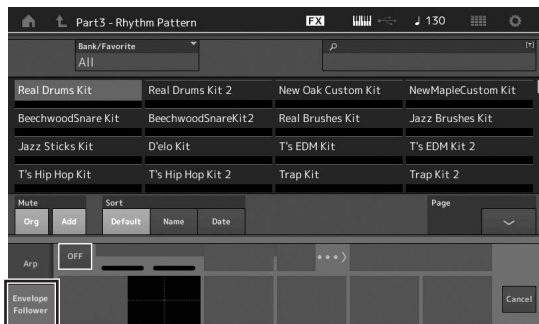 Part3 - Rhythm Pattern FX 130
Bank/Favorite
All
Real Drums Kit Real Drums Kit 2 New Oak Custom Kit NewMapleCustom Kit
BeechwoodSnare Kit BeechwoodSnareKit2 Real Brushes Kit Jazz Brushes Kit
Jazz Sticks Kit D'elo Kit T's EDM Kit T's EDM Kit 2
T's Hip Hop Kit T's Hip Hop Kit 2 Trap Kit Trap Kit 2
Mute Sort Page
Org Add Default Name Date
Arp OFF
Envelope
Follower Cancel